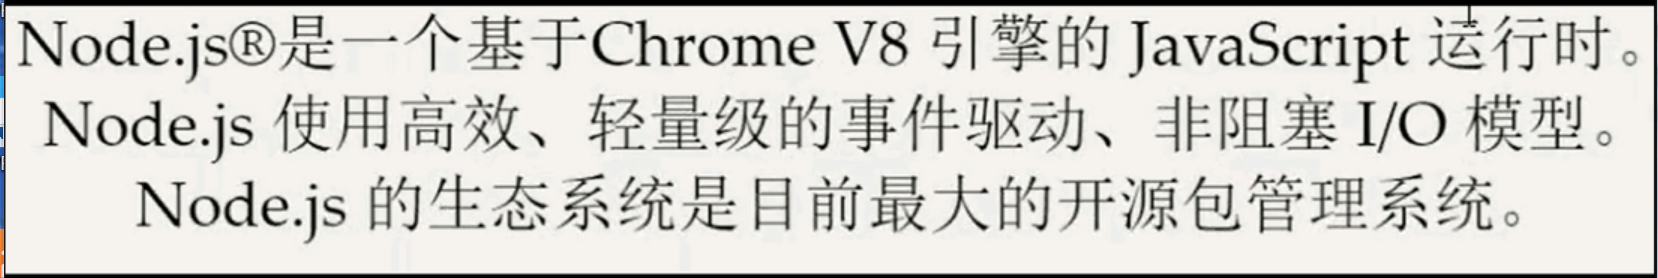 Node.js®是一个基于Chrome V8 引擎的 JavaScript 运行时。
Node.js 使用高效、轻量级的事件驱动、非阻塞 I/O 模型。
Node.js 的生态系统是目前最大的开源包管理系统。